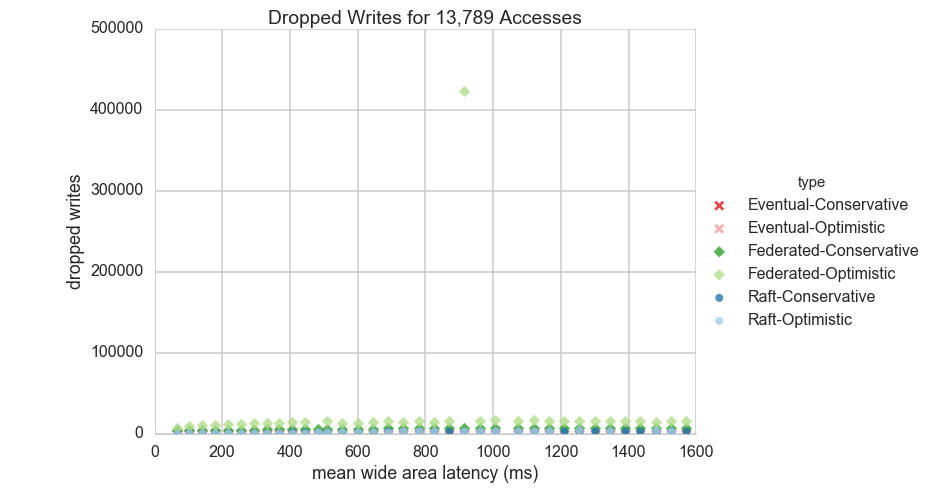 Dropped Writes for 13,789 Accesses
500000
400000
300000
200000
100000
0
dropped writes
0 200 400 600 800 1000 1200 1400 1600
mean wide area latency (ms)
type
Eventual-Conservative
Eventual-Optimistic
Federated-Conservative
Federated-Optimistic
Raft-Conservative
Raft-Optimistic